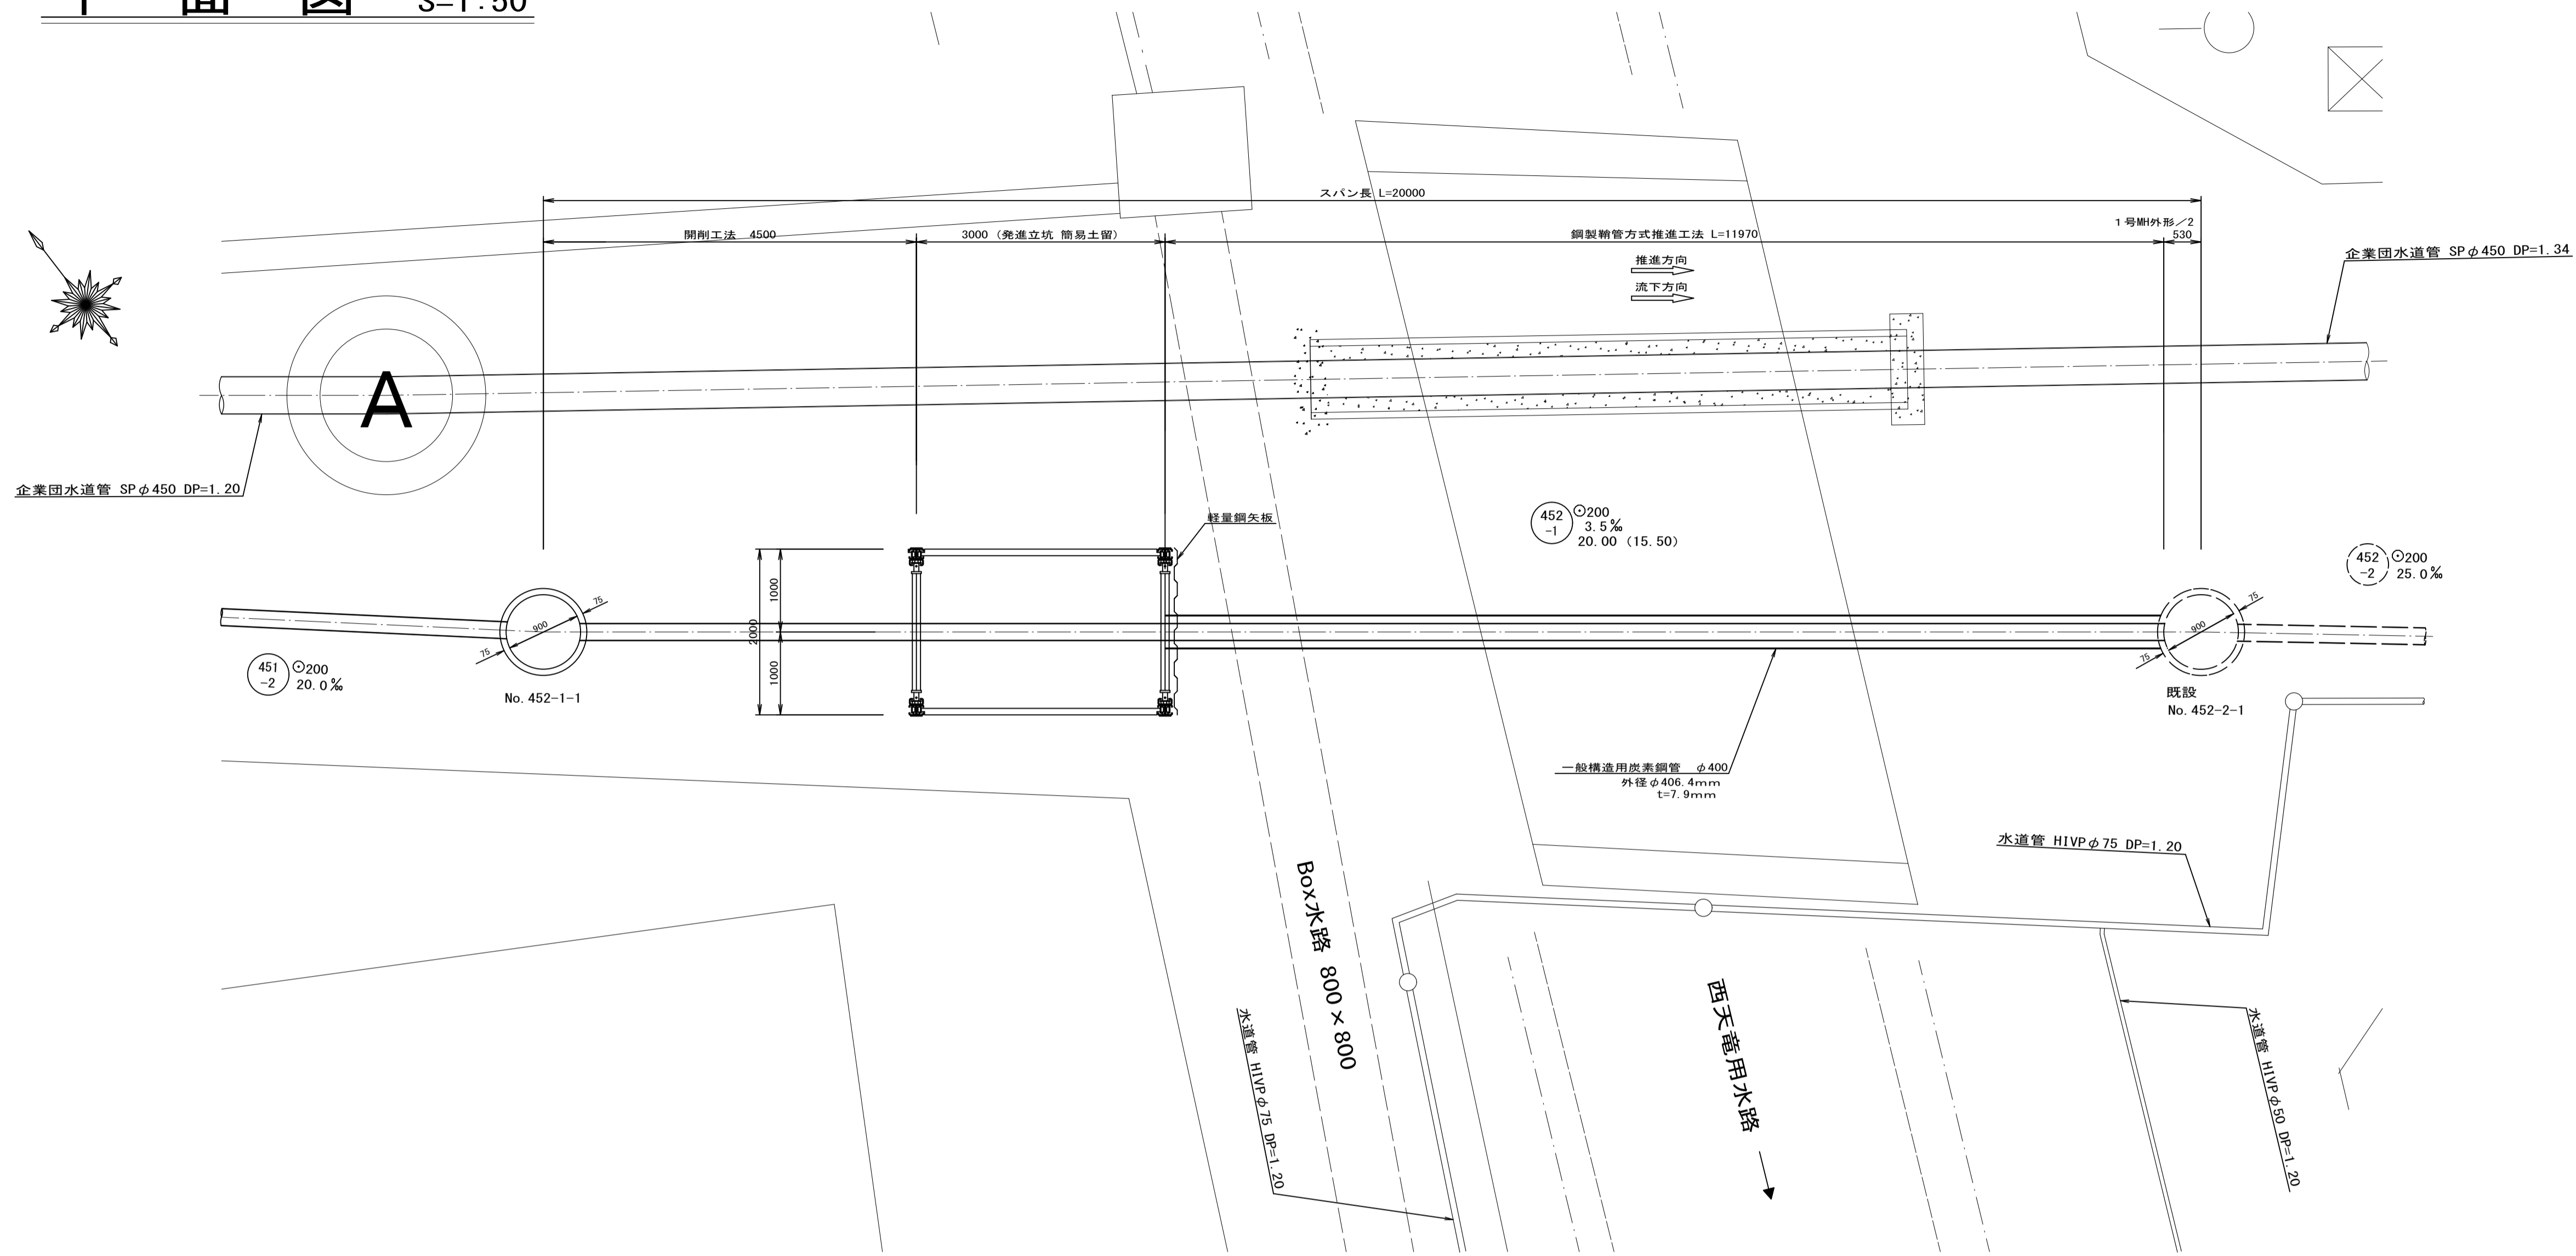 平面図 S=1:50
スパン長 L=20000
1号MH外形／2
開削工法 4500
3000 (発進立坑 簡易土留)
鋼製鞘管方式推進工法 L=11970
530
企業団水道管 SPφ450 DP=1.34
推進方向
流下方向
A
企業団水道管 SPφ450 DP=1.20
軽量鋼矢板
452
-1
200
3.5‰
20.00 (15.50)
452
-2
200
25.0‰
1000
2000
1000
75
900
75
75
900
75
451
-2
200
20.0‰
No.452-1-1
既設
No.452-2-1
一般構造用炭素鋼管 φ400
外径φ406.4mm
t=7.9mm
水道管 HIVPφ75 DP=1.20
Box水路 800×800
西天竜用水路
水道管 HIVPφ75 DP=1.20
水道管 HIVPφ50 DP=1.20